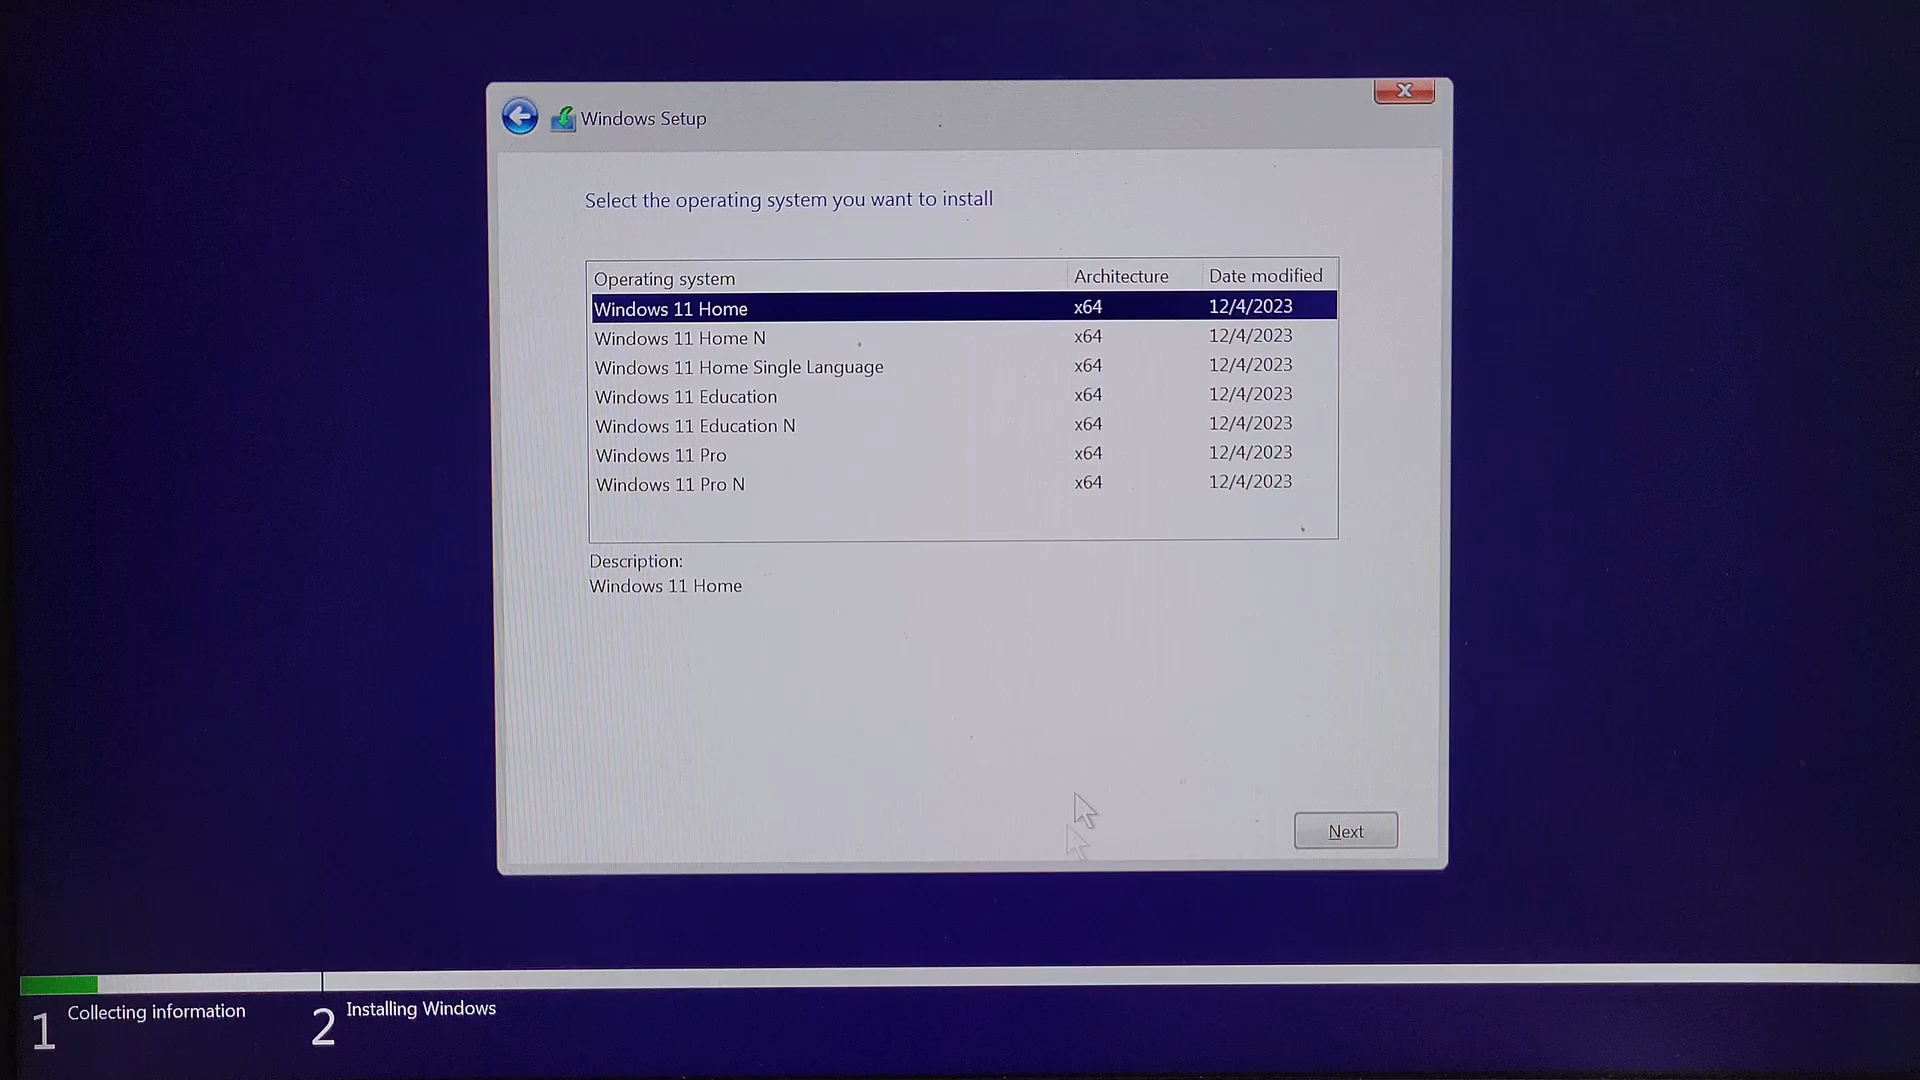 Windows Setup
Select the operating system you want to install
Operating system Architecture Date modified
Windows 11 Home x64 12/4/2023
Windows 11 Home N x64 12/4/2023
Windows 11 Home Single Language x64 12/4/2023
Windows 11 Education x64 12/4/2023
Windows 11 Education N x64 12/4/2023
Windows 11 Pro x64 12/4/2023
Windows 11 Pro N x64 12/4/2023
Description:
Windows 11 Home
Next
1 Collecting information 2 Installing Windows